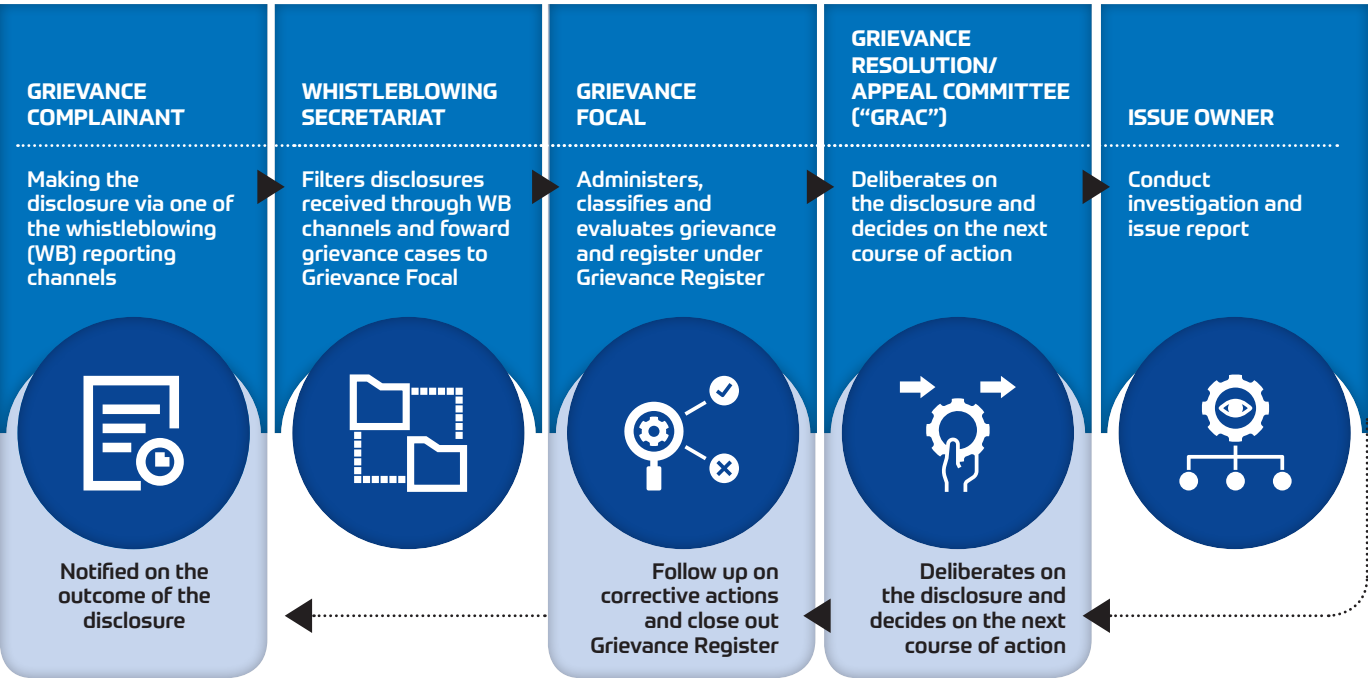 GRIEVANCE
COMPLAINANT
Making the
disclosure via one of
the whistleblowing
(WB) reporting
channels
WHISTLEBLOWING
SECRETARIAT
Filters disclosures
received through WB
channels and foward
grievance cases to
Grievance Focal
GRIEVANCE
FOCAL
Administers,
classifies and
evaluates grievance
and register under
Grievance Register
GRIEVANCE
RESOLUTION/
APPEAL COMMITTEE
(“GRAC”)
Deliberates on
the disclosure and
decides on the next
course of action
ISSUE OWNER
Conduct
investigation and
issue report
Deliberates on
the disclosure and
decides on the next
course of action
Follow up on
corrective actions
and close out
Grievance Register
Notified on the
outcome of the
disclosure